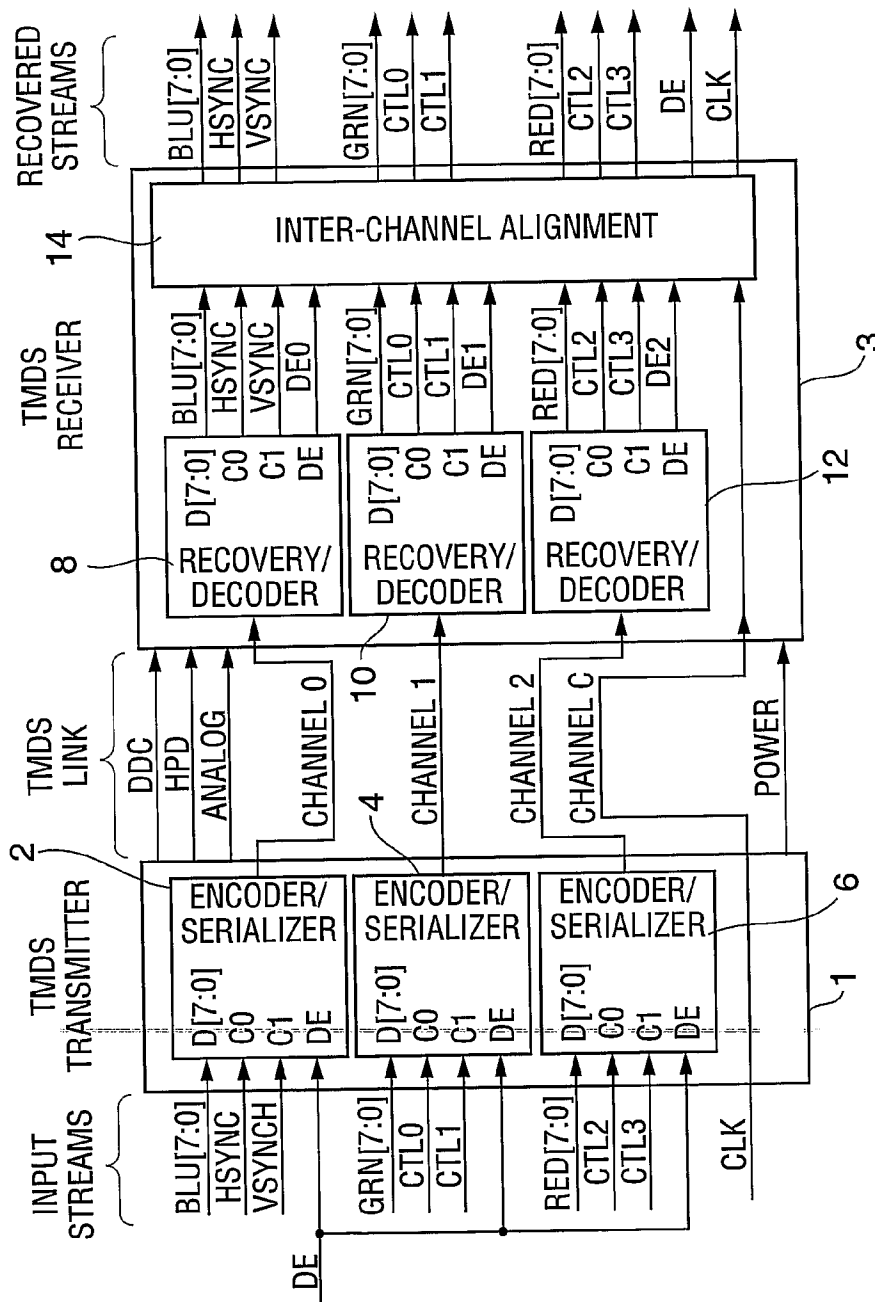 INPUT
STREAMS
TMDS
TRANSMITTER
TMDS
LINK
TMDS
RECEIVER
RECOVERED
STREAMS
BLU[7:0]
HSYNC
VSYNCH
DE
GRN[7:0]
CTL0
CTL1
RED[7:0]
CTL2
CTL3
CLK
2
D[7:0]
C0
C1
DE
ENCODER/
SERIALIZER
4
D[7:0]
C0
C1
DE
ENCODER/
SERIALIZER
6
D[7:0]
C0
C1
DE
ENCODER/
SERIALIZER
1
DDC
HPD
ANALOG
CHANNEL 0
CHANNEL 1
CHANNEL 2
CHANNEL C
POWER
8
D[7:0]
C0
C1
DE
RECOVERY/
DECODER
10
D[7:0]
C0
C1
DE
RECOVERY/
DECODER
12
D[7:0]
C0
C1
DE
RECOVERY/
DECODER
3
BLU[7:0]
HSYNC
VSYNC
DE0
GRN[7:0]
CTL0
CTL1
DE1
RED[7:0]
CTL2
CTL3
DE2
14
INTER-CHANNEL ALIGNMENT
BLU[7:0]
HSYNC
VSYNC
GRN[7:0]
CTL0
CTL1
RED[7:0]
CTL2
CTL3
DE
CLK